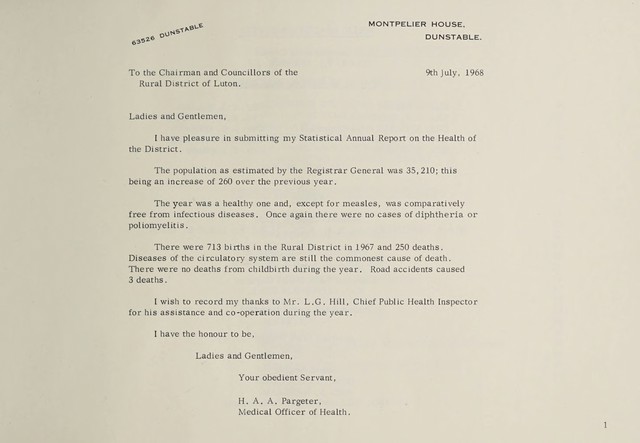 63526 DUNSTABLE
MONTPELIER HOUSE,
DUNSTABLE.
To the Chairman and Councillors of the
Rural District of Luton.
9th July, 1968
Ladies and Gentlemen,
I have pleasure in submitting my Statistical Annual Report on the Health of
the District.
The population as estimated by the Registrar General was 35,210; this
being an increase of 260 over the previous year.
The year was a healthy one and, except for measles, was comparatively
free from infectious diseases. Once again there were no cases of diphtheria or
poliomyelitis.
There were 713 births in the Rural District in 1967 and 250 deaths.
Diseases of the circulatory system are still the commonest cause of death.
There were no deaths from childbirth during the year. Road accidents caused
3 deaths.
I wish to record my thanks to Mr. L.G. Hill, Chief Public Health Inspector
for his assistance and co-operation during the year.
I have the honour to be,
Ladies and Gentlemen,
Your obedient Servant,
H. A. A. Pargeter,
Medical Officer of Health.
1